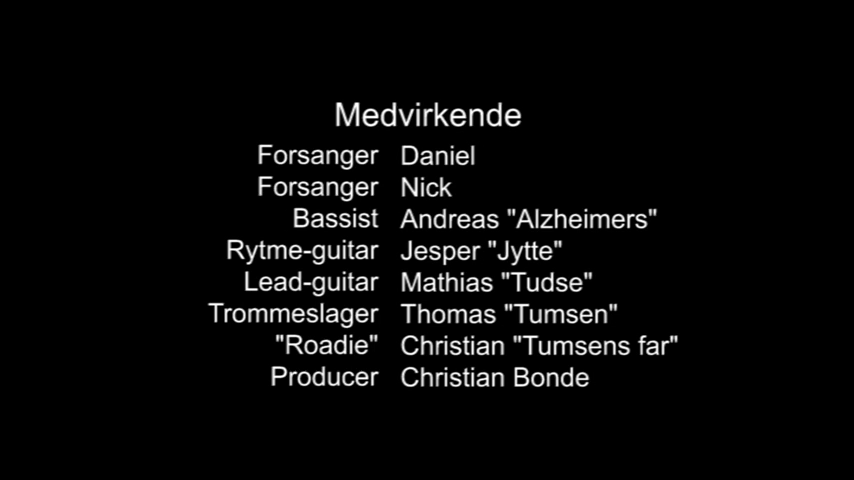 Medvirkende
Forsanger Daniel
Forsanger Nick
Bassist Andreas "Alzheimers"
Rytme-guitar Jesper "Jytte"
Lead-guitar Mathias "Tudse"
Trommeslager Thomas "Tumsen"
"Roadie" Christian "Tumsens far"
Producer Christian Bonde